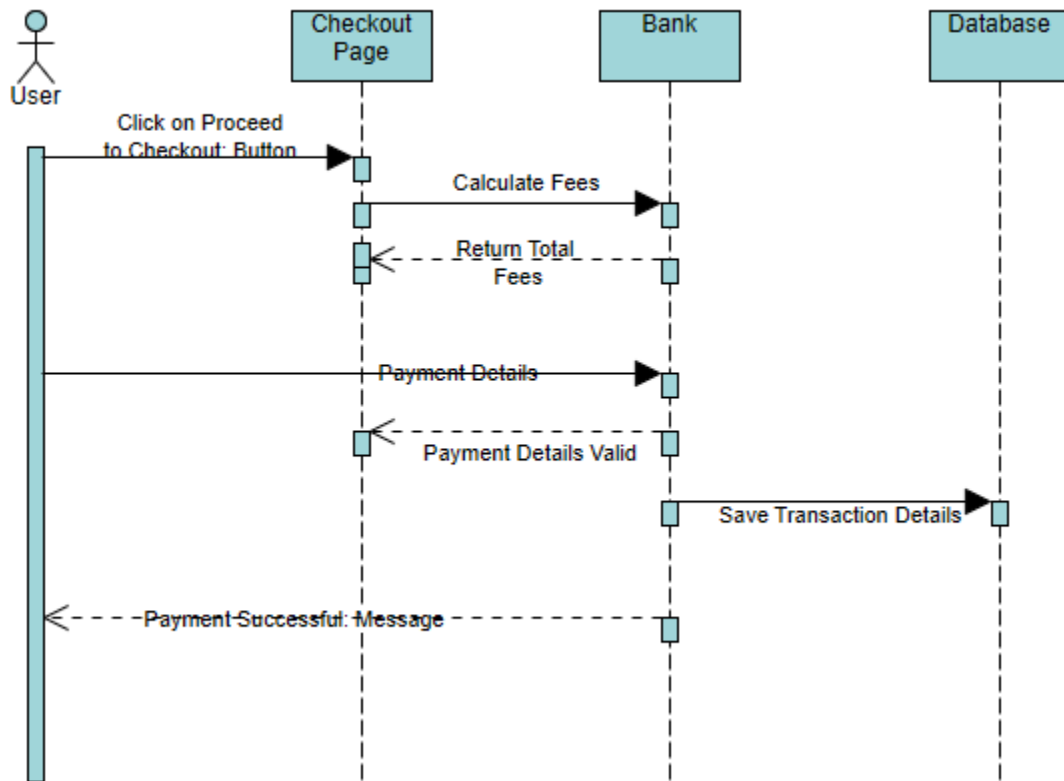 User
Checkout
Page
Bank
Database
Click on Proceed
to Checkout: Button
Calculate Fees
Return Total
Fees
Payment Details
Payment Details Valid
Save Transaction Details
Payment Successful: Message